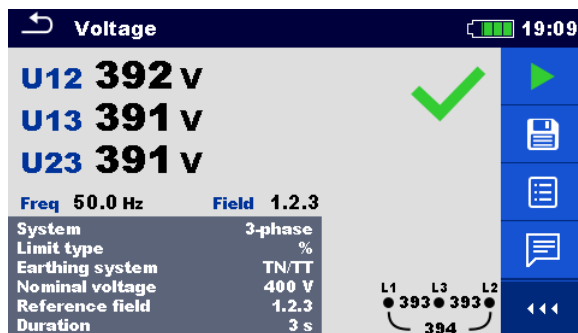 Voltage 19:09
U12 392 V
U13 391 V
U23 391 V
Freq 50.0 Hz Field 1.2.3
System 3-phase
Limit type %
Earthing system TN/TT
Nominal voltage 400 V
Reference field 1.2.3
Duration 3 s
L1 L3 L2
393 393
394